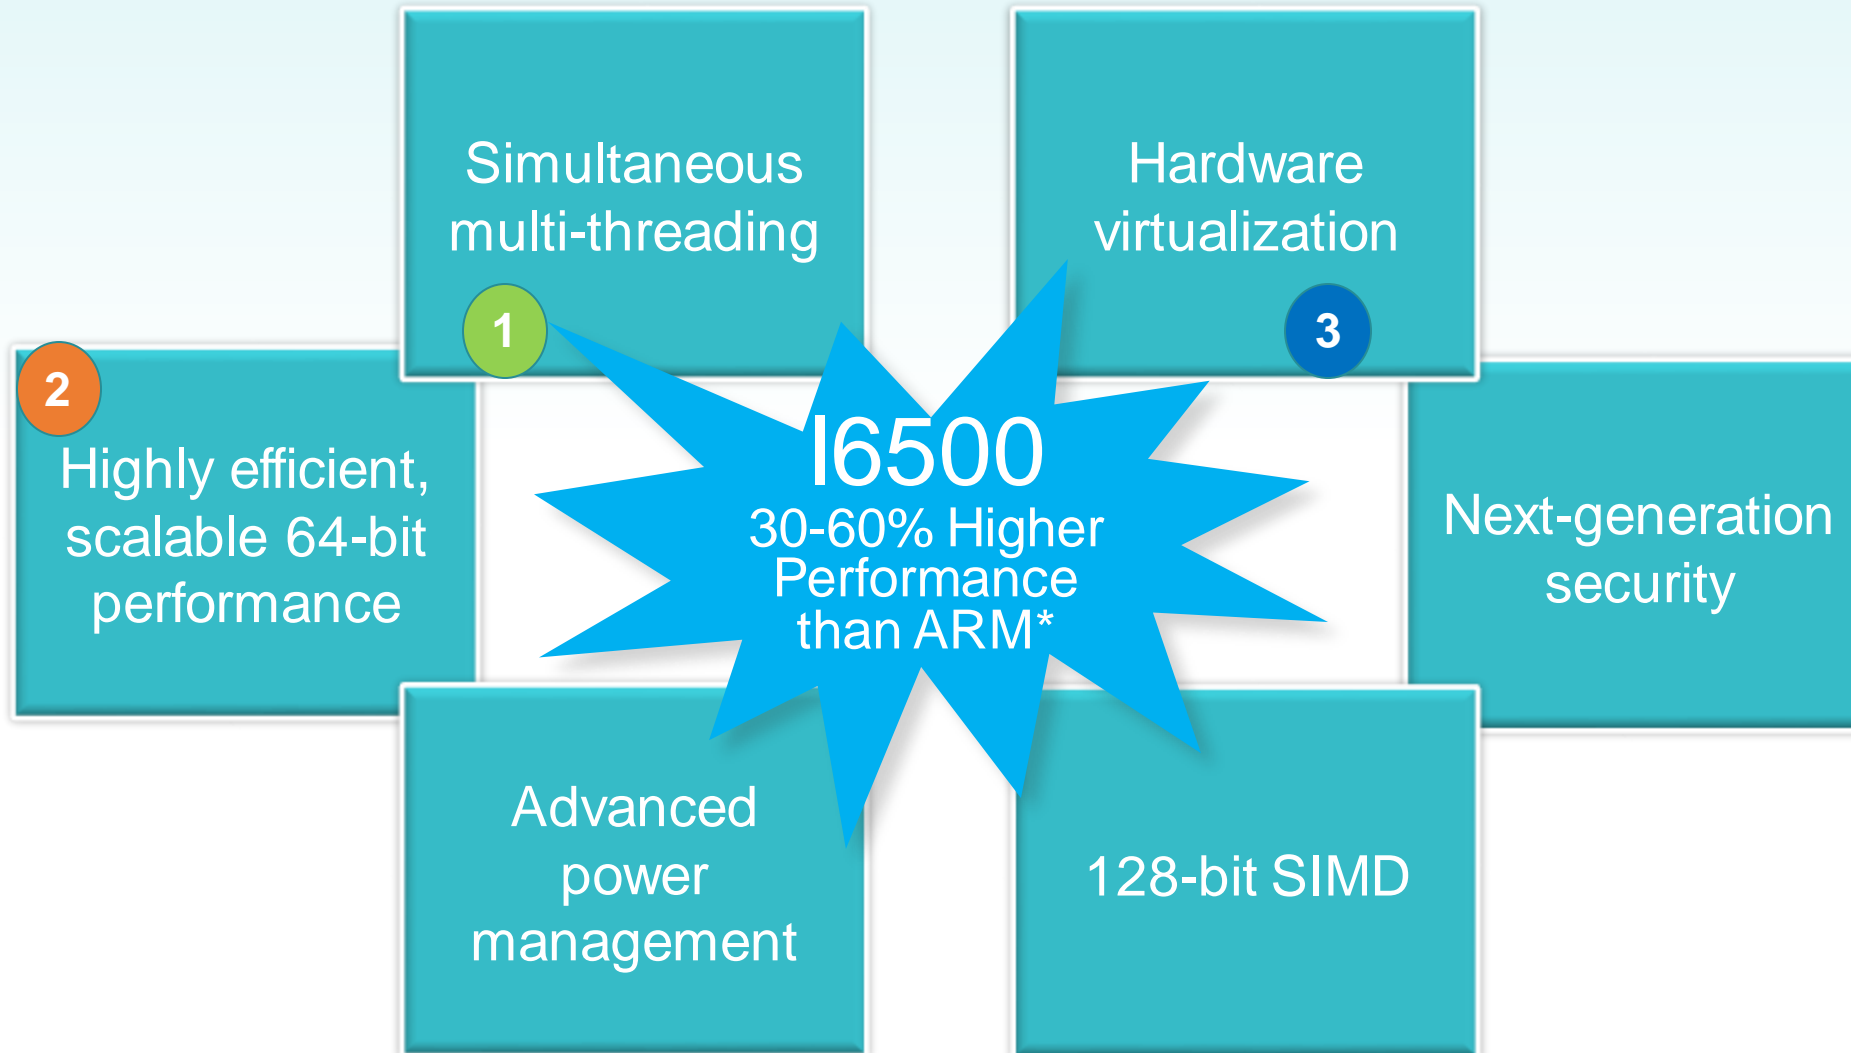 Simultaneous
multi-threading
1
Hardware
virtualization
3
2
Highly efficient,
scalable 64-bit
performance
I6500
30-60% Higher
Performance
than ARM*
Next-generation
security
Advanced
power
management
128-bit SIMD